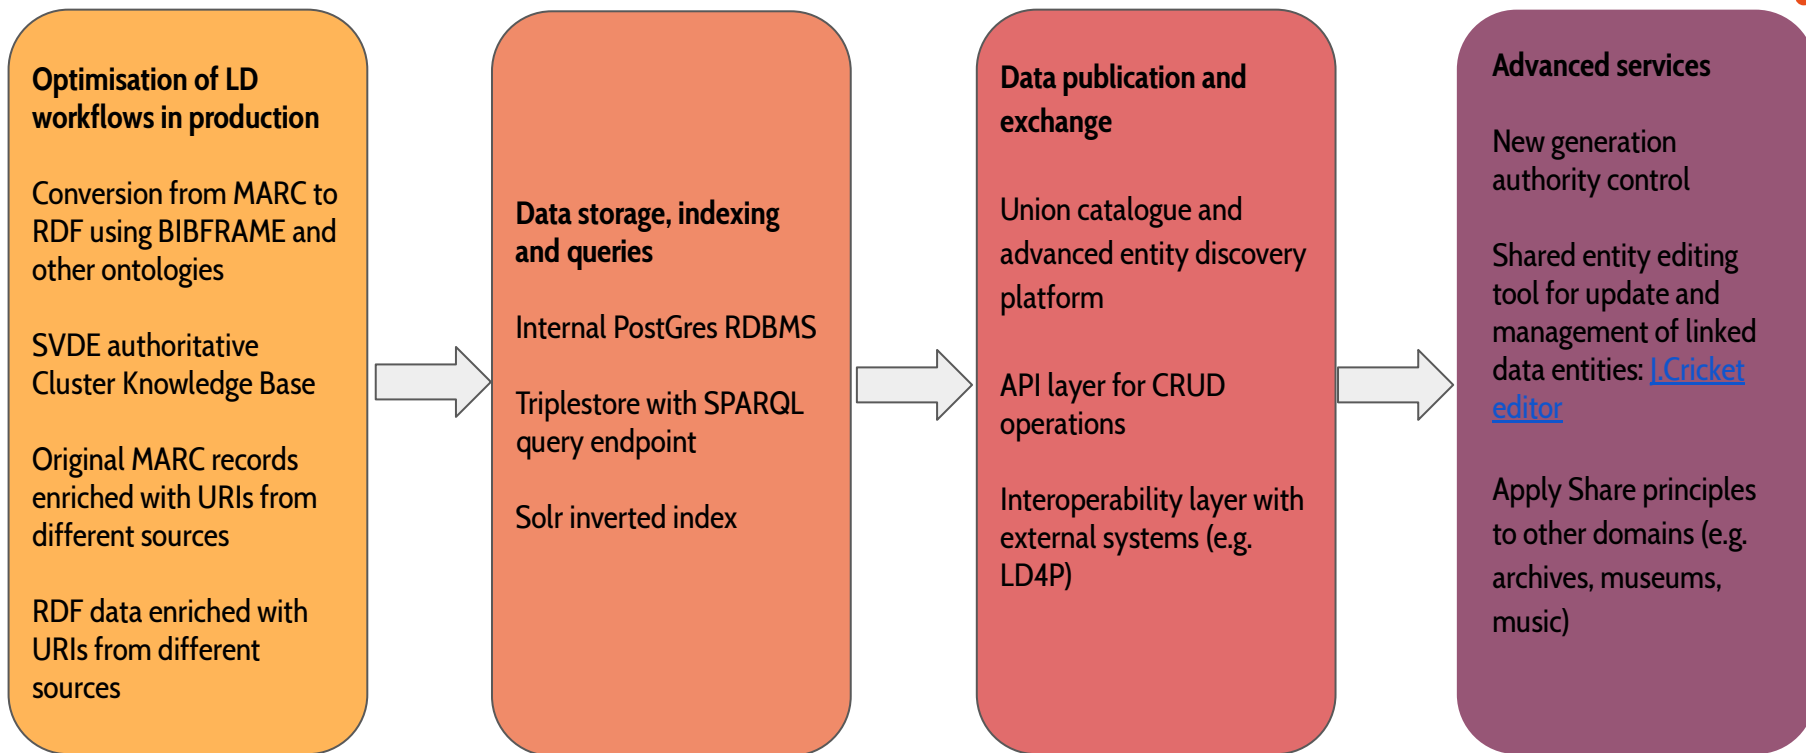 Optimisation of LD
workflows in production
Conversion from MARC to
RDF using BIBFRAME and
other ontologies
SVDE authoritative
Cluster Knowledge Base
Original MARC records
enriched with URIs from
different sources
RDF data enriched with
URIs from different
sources
Data storage, indexing
and queries
Internal PostGres RDBMS
Triplestore with SPARQL
query endpoint
Solr inverted index
Data publication and
exchange
Union catalogue and
advanced entity discovery
platform
API layer for CRUD
operations
Interoperability layer with
external systems (e.g.
LD4P)
Advanced services
New generation
authority control
Shared entity editing
tool for update and
management of linked
data entities: J.Cricket
editor
Apply Share principles
to other domains (e.g.
archives, museums,
music)